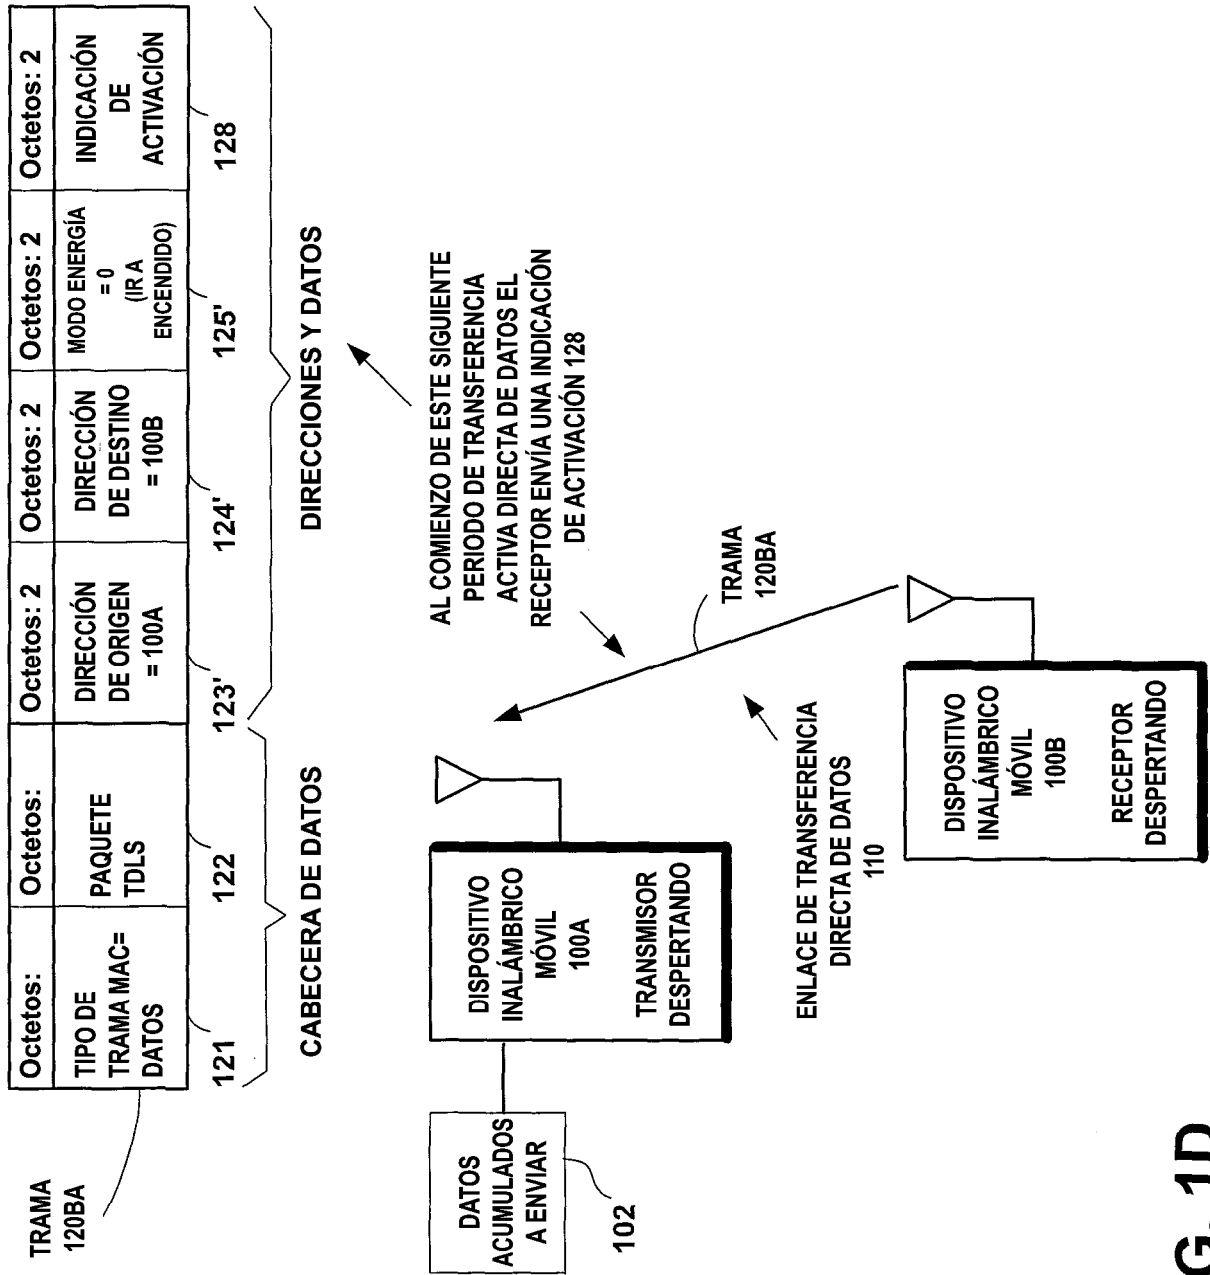 TRAMA
120BA
Octetos:
TIPO DE
TRAMA MAC=
DATOS
121
Octetos:
PAQUETE
TDLS
122
Octetos: 2
DIRECCIÓN
DE ORIGEN
= 100A
123'
Octetos: 2
DIRECCIÓN
DE DESTINO
= 100B
124'
Octetos: 2
MODO ENERGÍA
= 0
(IR A
ENCENDIDO)
125'
Octetos: 2
INDICACIÓN
DE
ACTIVACIÓN
128
CABECERA DE DATOS
DIRECCIONES Y DATOS
AL COMIENZO DE ESTE SIGUIENTE
PERIODO DE TRANSFERENCIA
ACTIVA DIRECTA DE DATOS EL
RECEPTOR ENVÍA UNA INDICACIÓN
DE ACTIVACIÓN 128
DATOS
ACUMULADOS
A ENVIAR
102
DISPOSITIVO
INALÁMBRICO
MÓVIL
100A
TRANSMISOR
DESPERTANDO
TRAMA
120BA
ENLACE DE TRANSFERENCIA
DIRECTA DE DATOS
110
DISPOSITIVO
INALÁMBRICO
MÓVIL
100B
RECEPTOR
DESPERTANDO
G. 1D